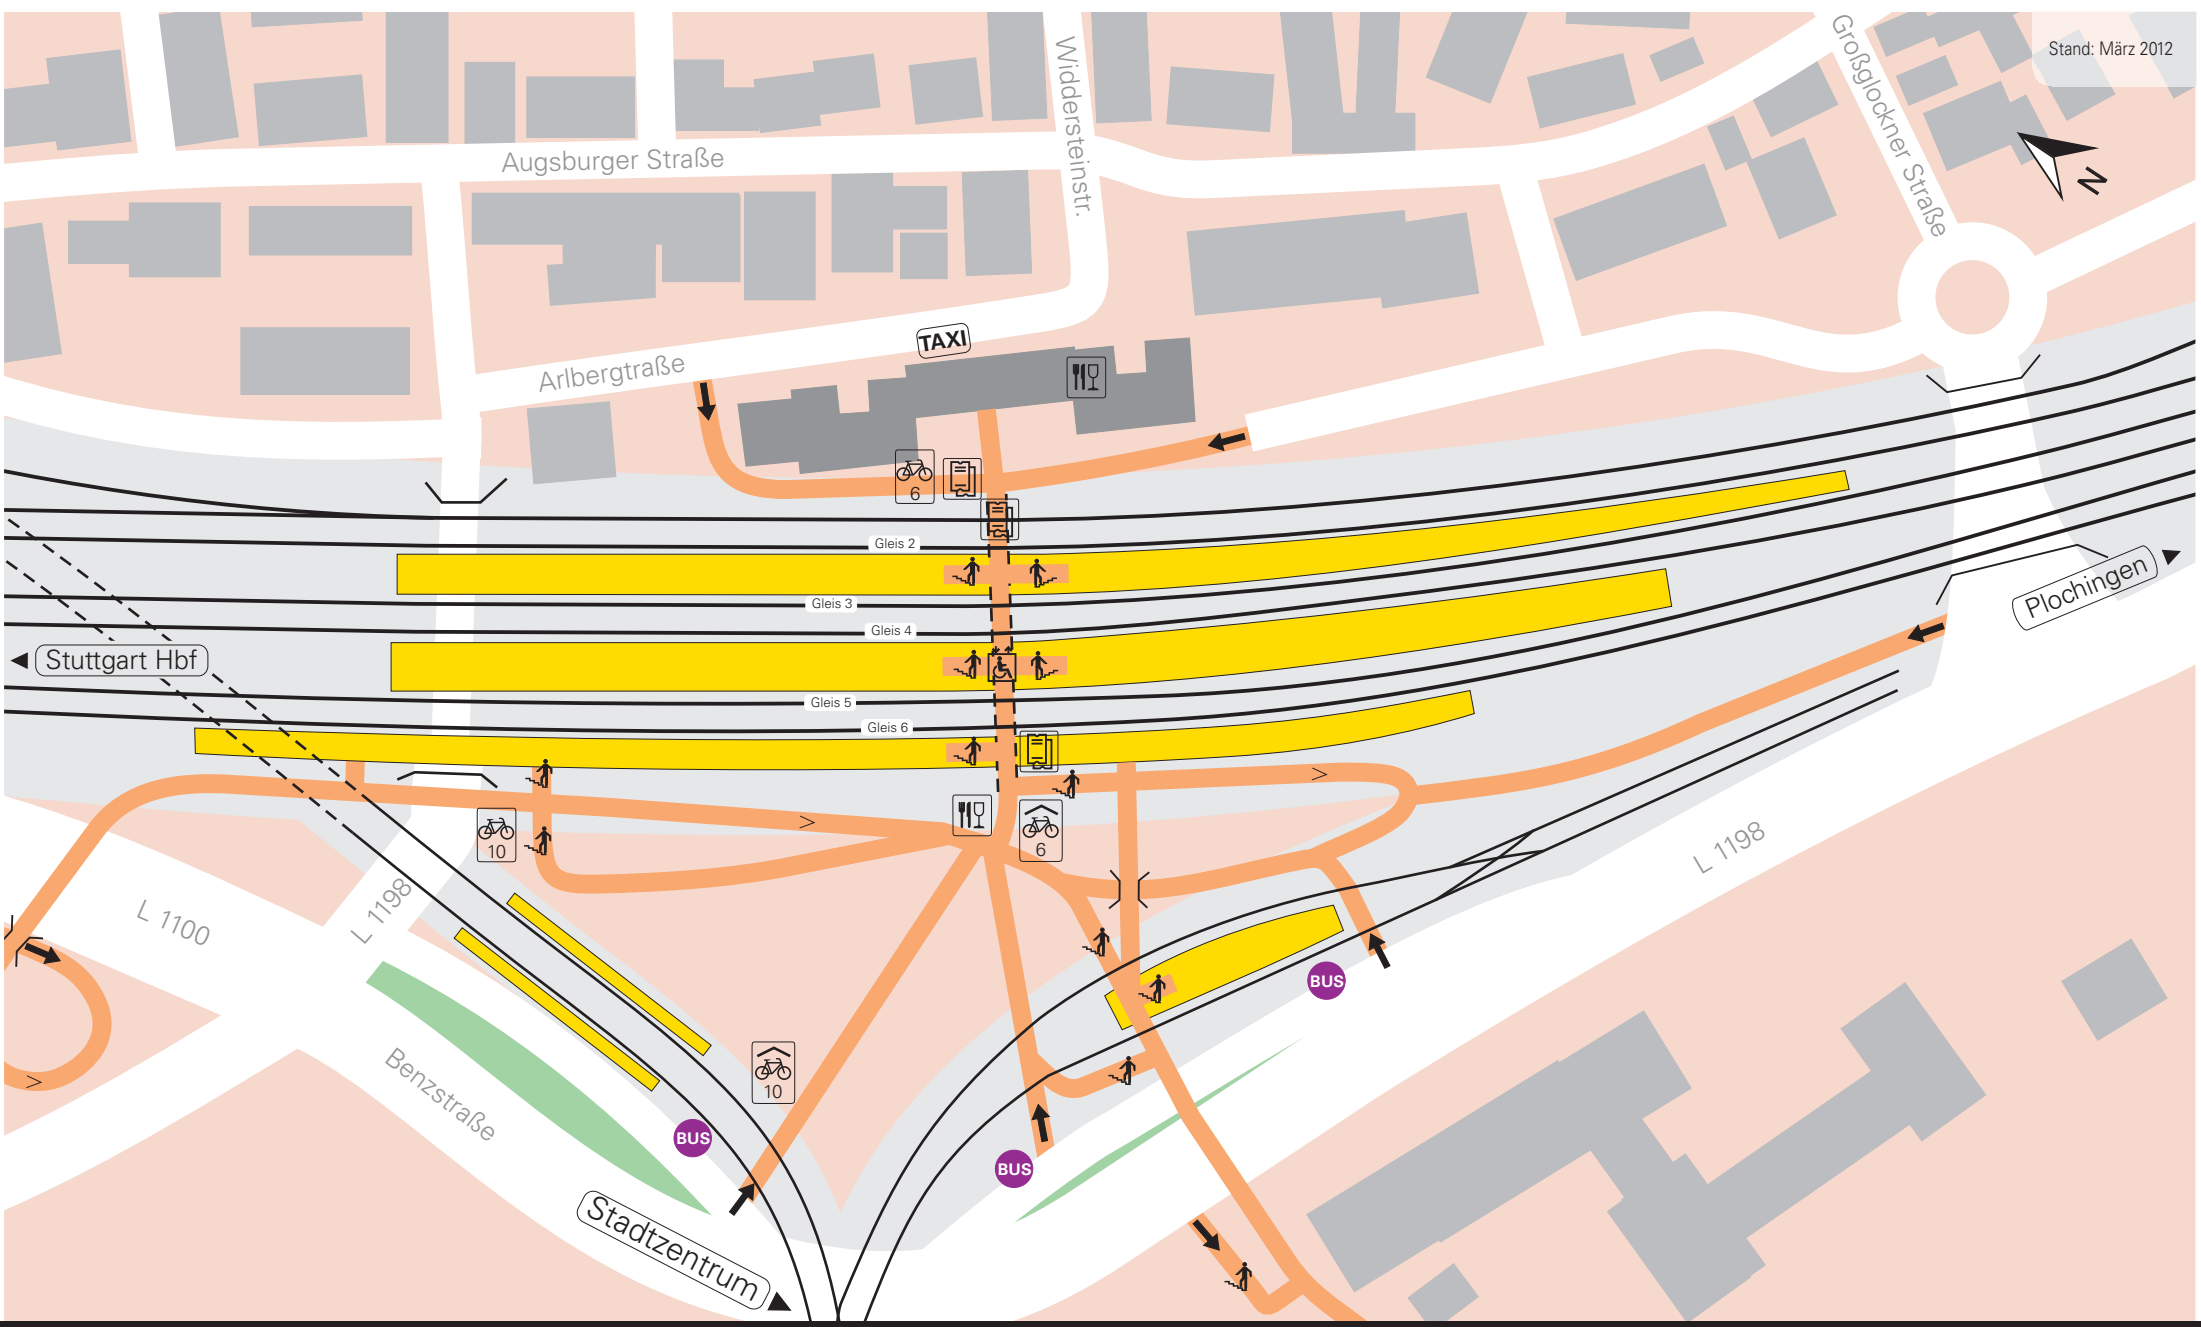 Stand: März 2012
Großglockner Straße
Widdersteinstr.
Augsburger Straße
N
TAXI
Arlbergtraße
6
Gleis 2
Plochingen
Gleis 3
Gleis 4
Stuttgart Hbf
Gleis 5
Gleis 6
>
>
10
6
L 1198
L 1198
L 1100
BUS
>
Benzstraße
10
BUS
BUS
Stadtzentrum